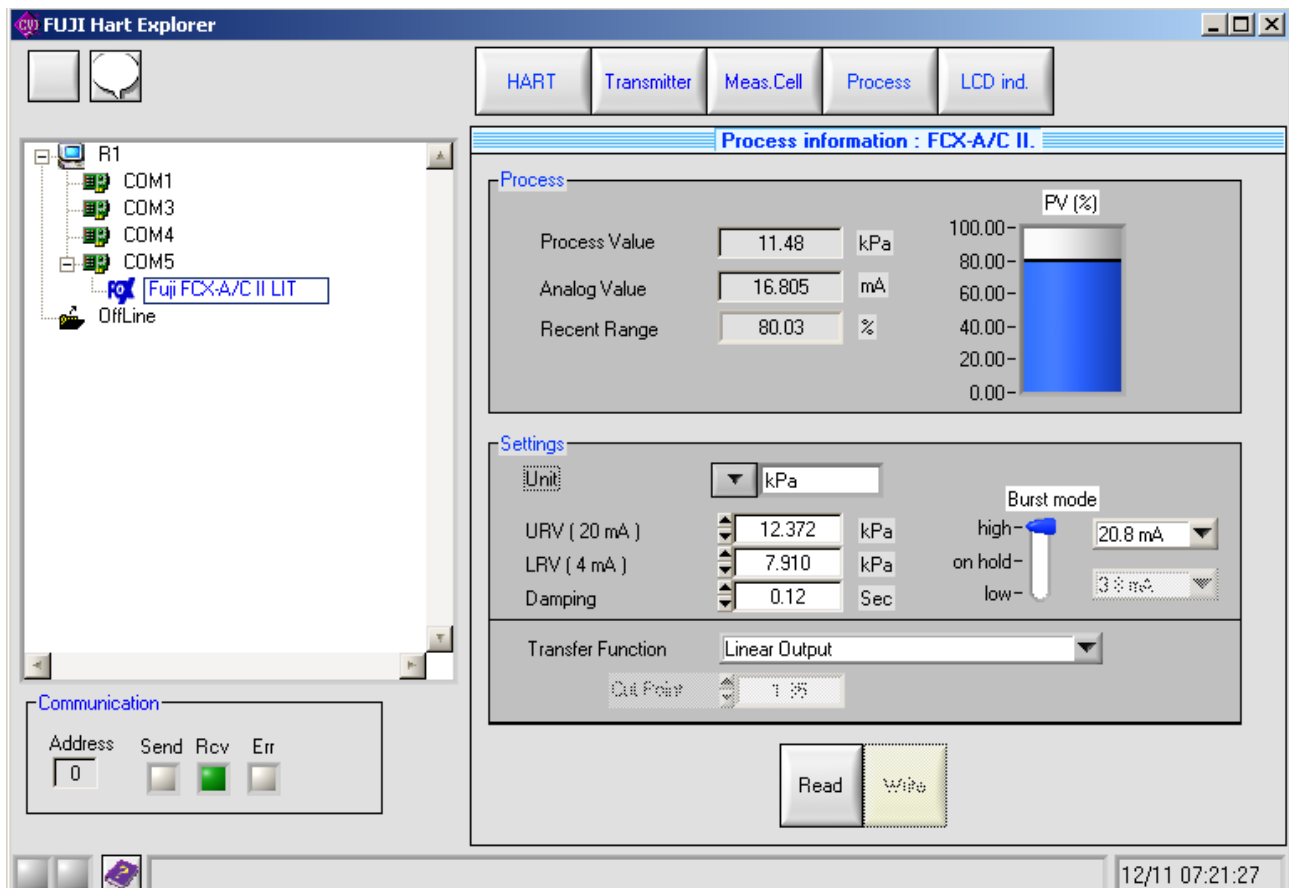 FUJI Hart Explorer
HART Transmitter Meas.Cell Process LCD ind.
R1
COM1
COM3
COM4
COM5
Fuji FCX-A/C II LIT
OffLine
Communication
Address Send Rcv Err
0
Process information : FCX-A/C II.
Process
PV (%)
Process Value 11.48 kPa
Analog Value 16.805 mA
Recent Range 80.03 %
100.00
80.00
60.00
40.00
20.00
0.00
Settings
Unit kPa
URV ( 20 mA ) 12.372 kPa
LRV ( 4 mA ) 7.910 kPa
Damping 0.12 Sec
Burst mode
high 20.8 mA
on hold
low
Transfer Function Linear Output
Cut Point
Read Write
12/11 07:21:27